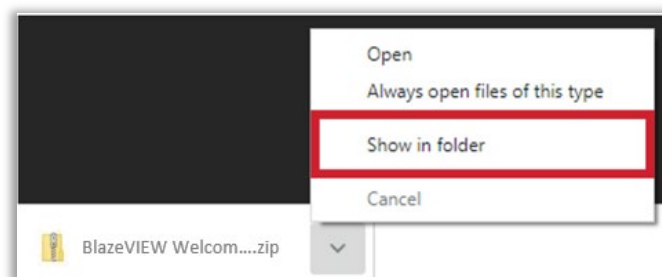 Open
Always open files of this type
Show in folder
Cancel
BlazeVIEW Welcom....zip